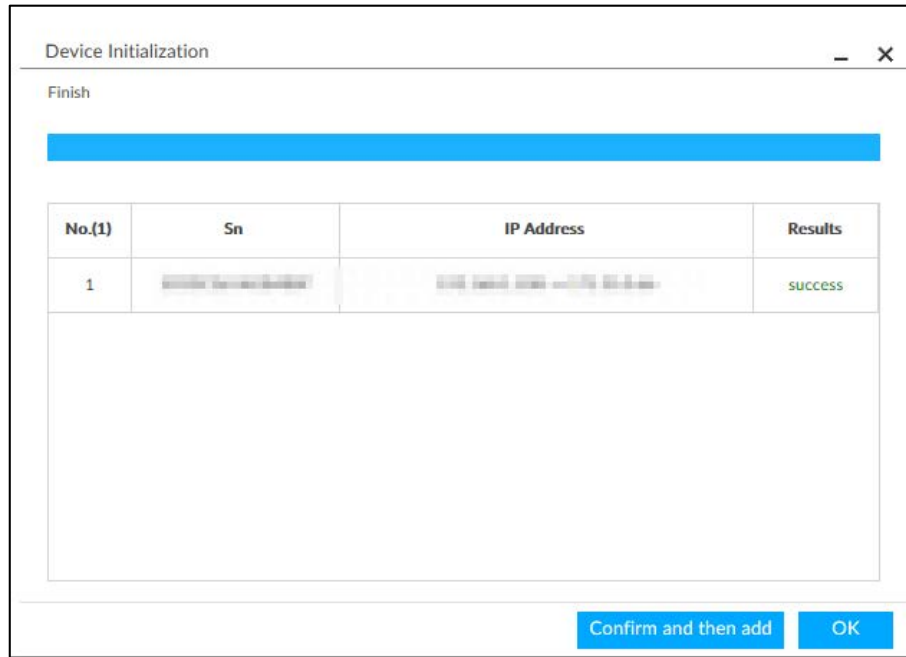 Device Initialization
Finish
No.(1) Sn IP Address Results
1 success
Confirm and then add OK